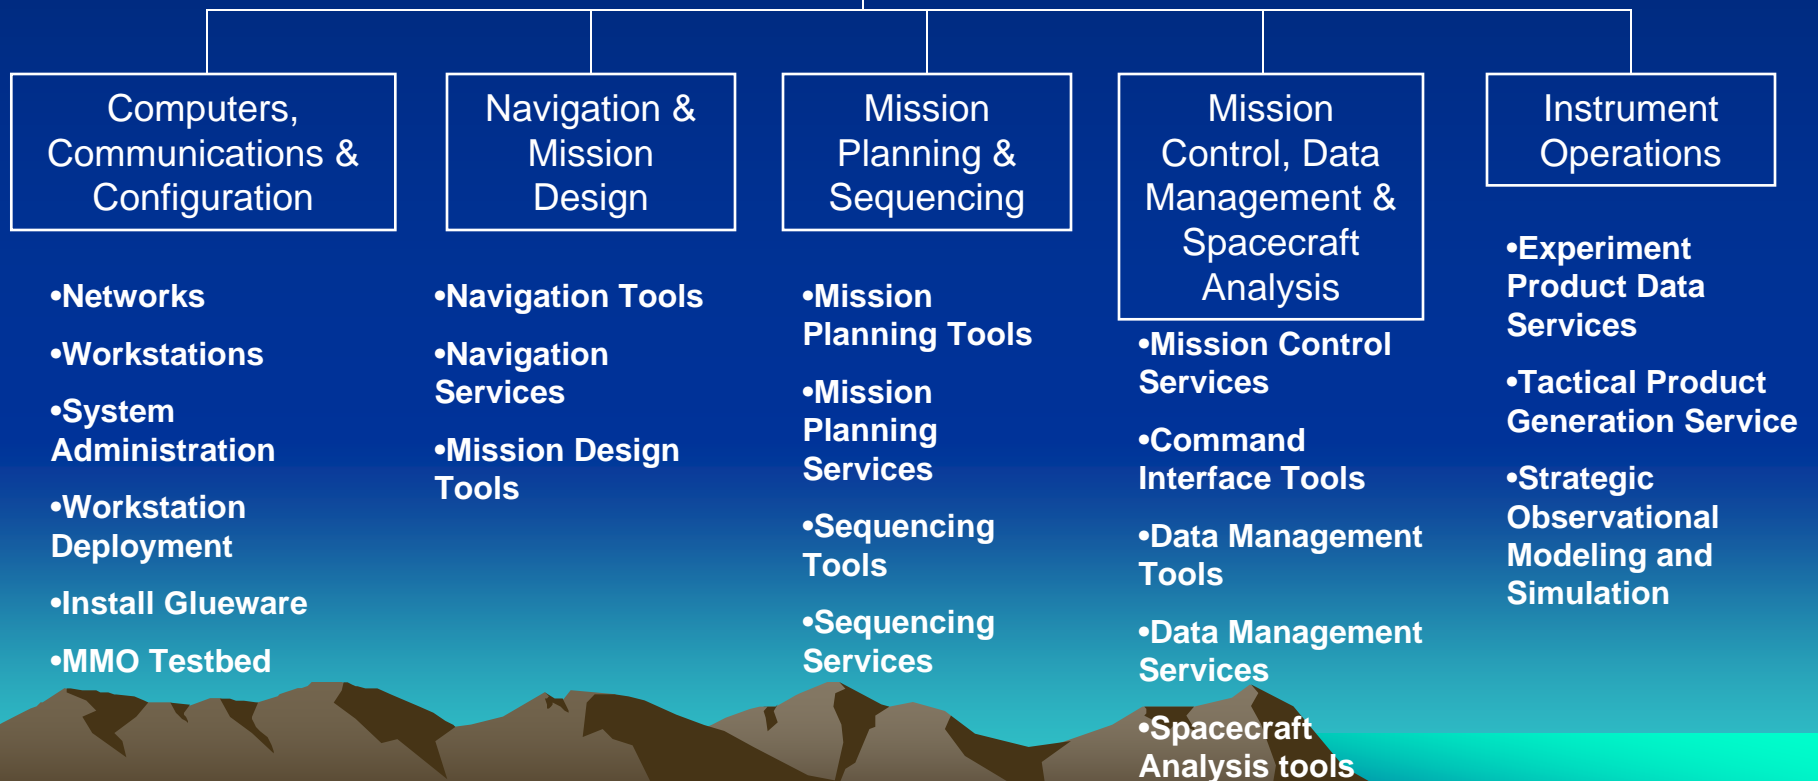 Computers,
Communications &
Configuration
Navigation &
Mission
Design
Mission
Planning &
Sequencing
Mission
Control, Data
Management &
Spacecraft
Analysis
Instrument
Operations
•Networks
•Workstations
•System
Administration
•Workstation
Deployment
•Install Glueware
•MMO Testbed
•Navigation Tools
•Navigation
Services
•Mission Design
Tools
•Mission
Planning Tools
•Mission
Planning
Services
•Sequencing
Tools
•Sequencing
Services
•Mission Control
Services
•Command
Interface Tools
•Data Management
Tools
•Data Management
Services
•Spacecraft
Analysis tools
•Experiment
Product Data
Services
•Tactical Product
Generation Service
•Strategic
Observational
Modeling and
Simulation